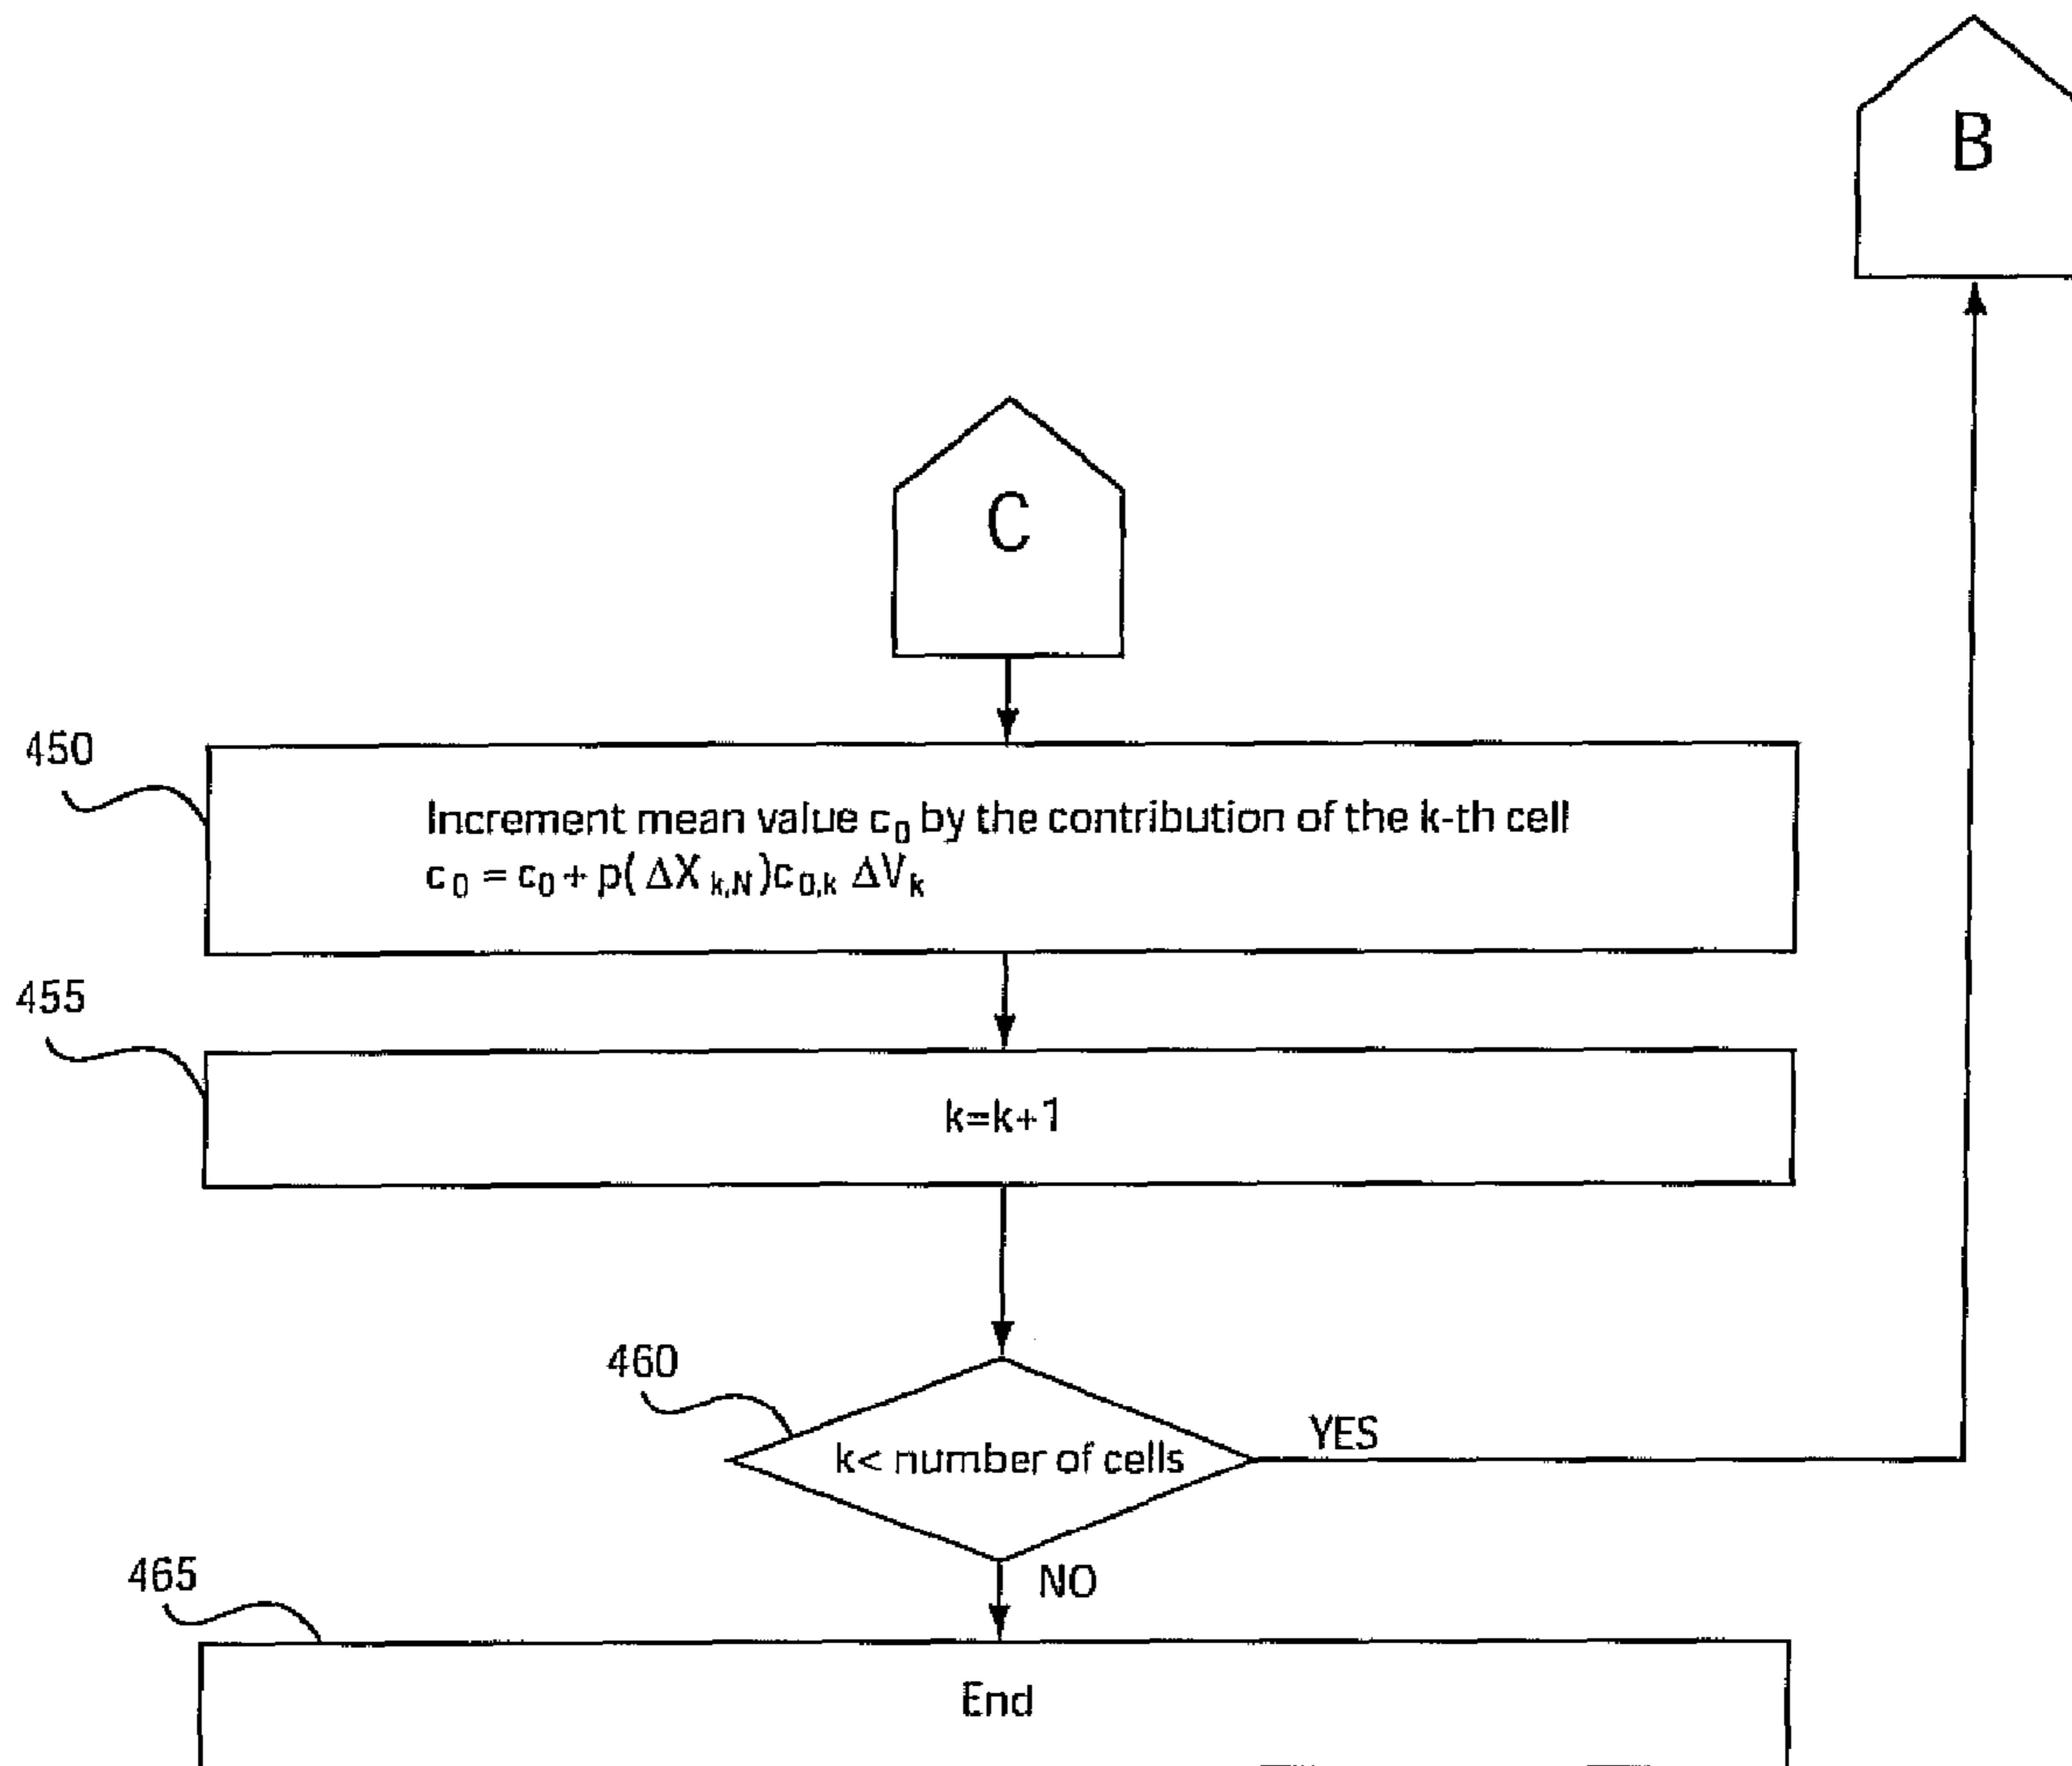 B
C
450
Increment mean value c₀ by the contribution of the k-th cell
c₀ = c₀ + p( ΔX k,N )c₀,k ΔVk
455
k=k+1
460
k< number of cells
YES
NO
465
End